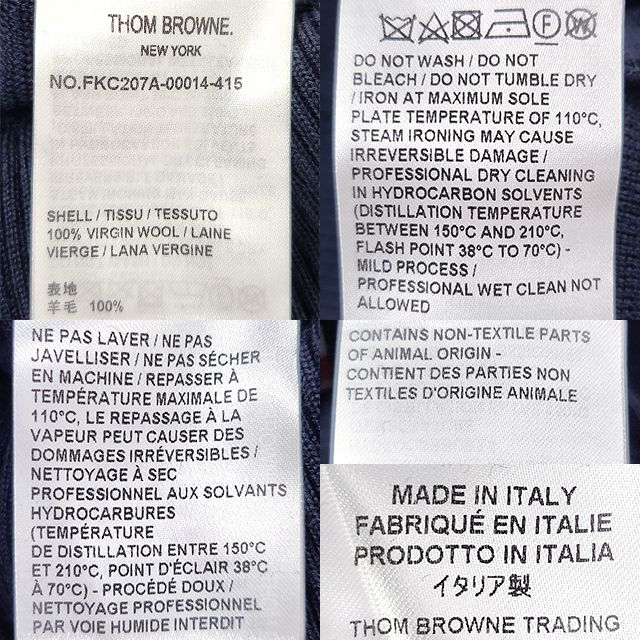 THOM BROWNE.
NEW YORK
NO.FKC207A-00014-415
SHELL / TISSU / TESSUTO
100% VIRGIN WOOL / LAINE
VIERGE / LANA VERGINE
表地
羊毛 100%
DO NOT WASH / DO NOT
BLEACH / DO NOT TUMBLE DRY
/ IRON AT MAXIMUM SOLE
PLATE TEMPERATURE OF 110°C,
STEAM IRONING MAY CAUSE
IRREVERSIBLE DAMAGE /
PROFESSIONAL DRY CLEANING
IN HYDROCARBON SOLVENTS
(DISTILLATION TEMPERATURE
BETWEEN 150°C AND 210°C,
FLASH POINT 38°C TO 70°C) -
MILD PROCESS /
PROFESSIONAL WET CLEAN NOT
ALLOWED
NE PAS LAVER / NE PAS
JAVELLISER / NE PAS SÉCHER
EN MACHINE / REPASSER À
TEMPÉRATURE MAXIMALE DE
110°C, LE REPASSAGE À LA
VAPEUR PEUT CAUSER DES
DOMMAGES IRRÉVERSIBLES /
NETTOYAGE À SEC
PROFESSIONNEL AUX SOLVANTS
HYDROCARBURES
(TEMPÉRATURE
DE DISTILLATION ENTRE 150°C
ET 210°C, POINT D'ÉCLAIR 38°C
À 70°C) - PROCÉDÉ DOUX /
NETTOYAGE PROFESSIONNEL
PAR VOIE HUMIDE INTERDIT
CONTAINS NON-TEXTILE PARTS
OF ANIMAL ORIGIN -
CONTIENT DES PARTIES NON
TEXTILES D'ORIGINE ANIMALE
MADE IN ITALY
FABRIQUÉ EN ITALIE
PRODOTTO IN ITALIA
イタリア製
THOM BROWNE TRADING